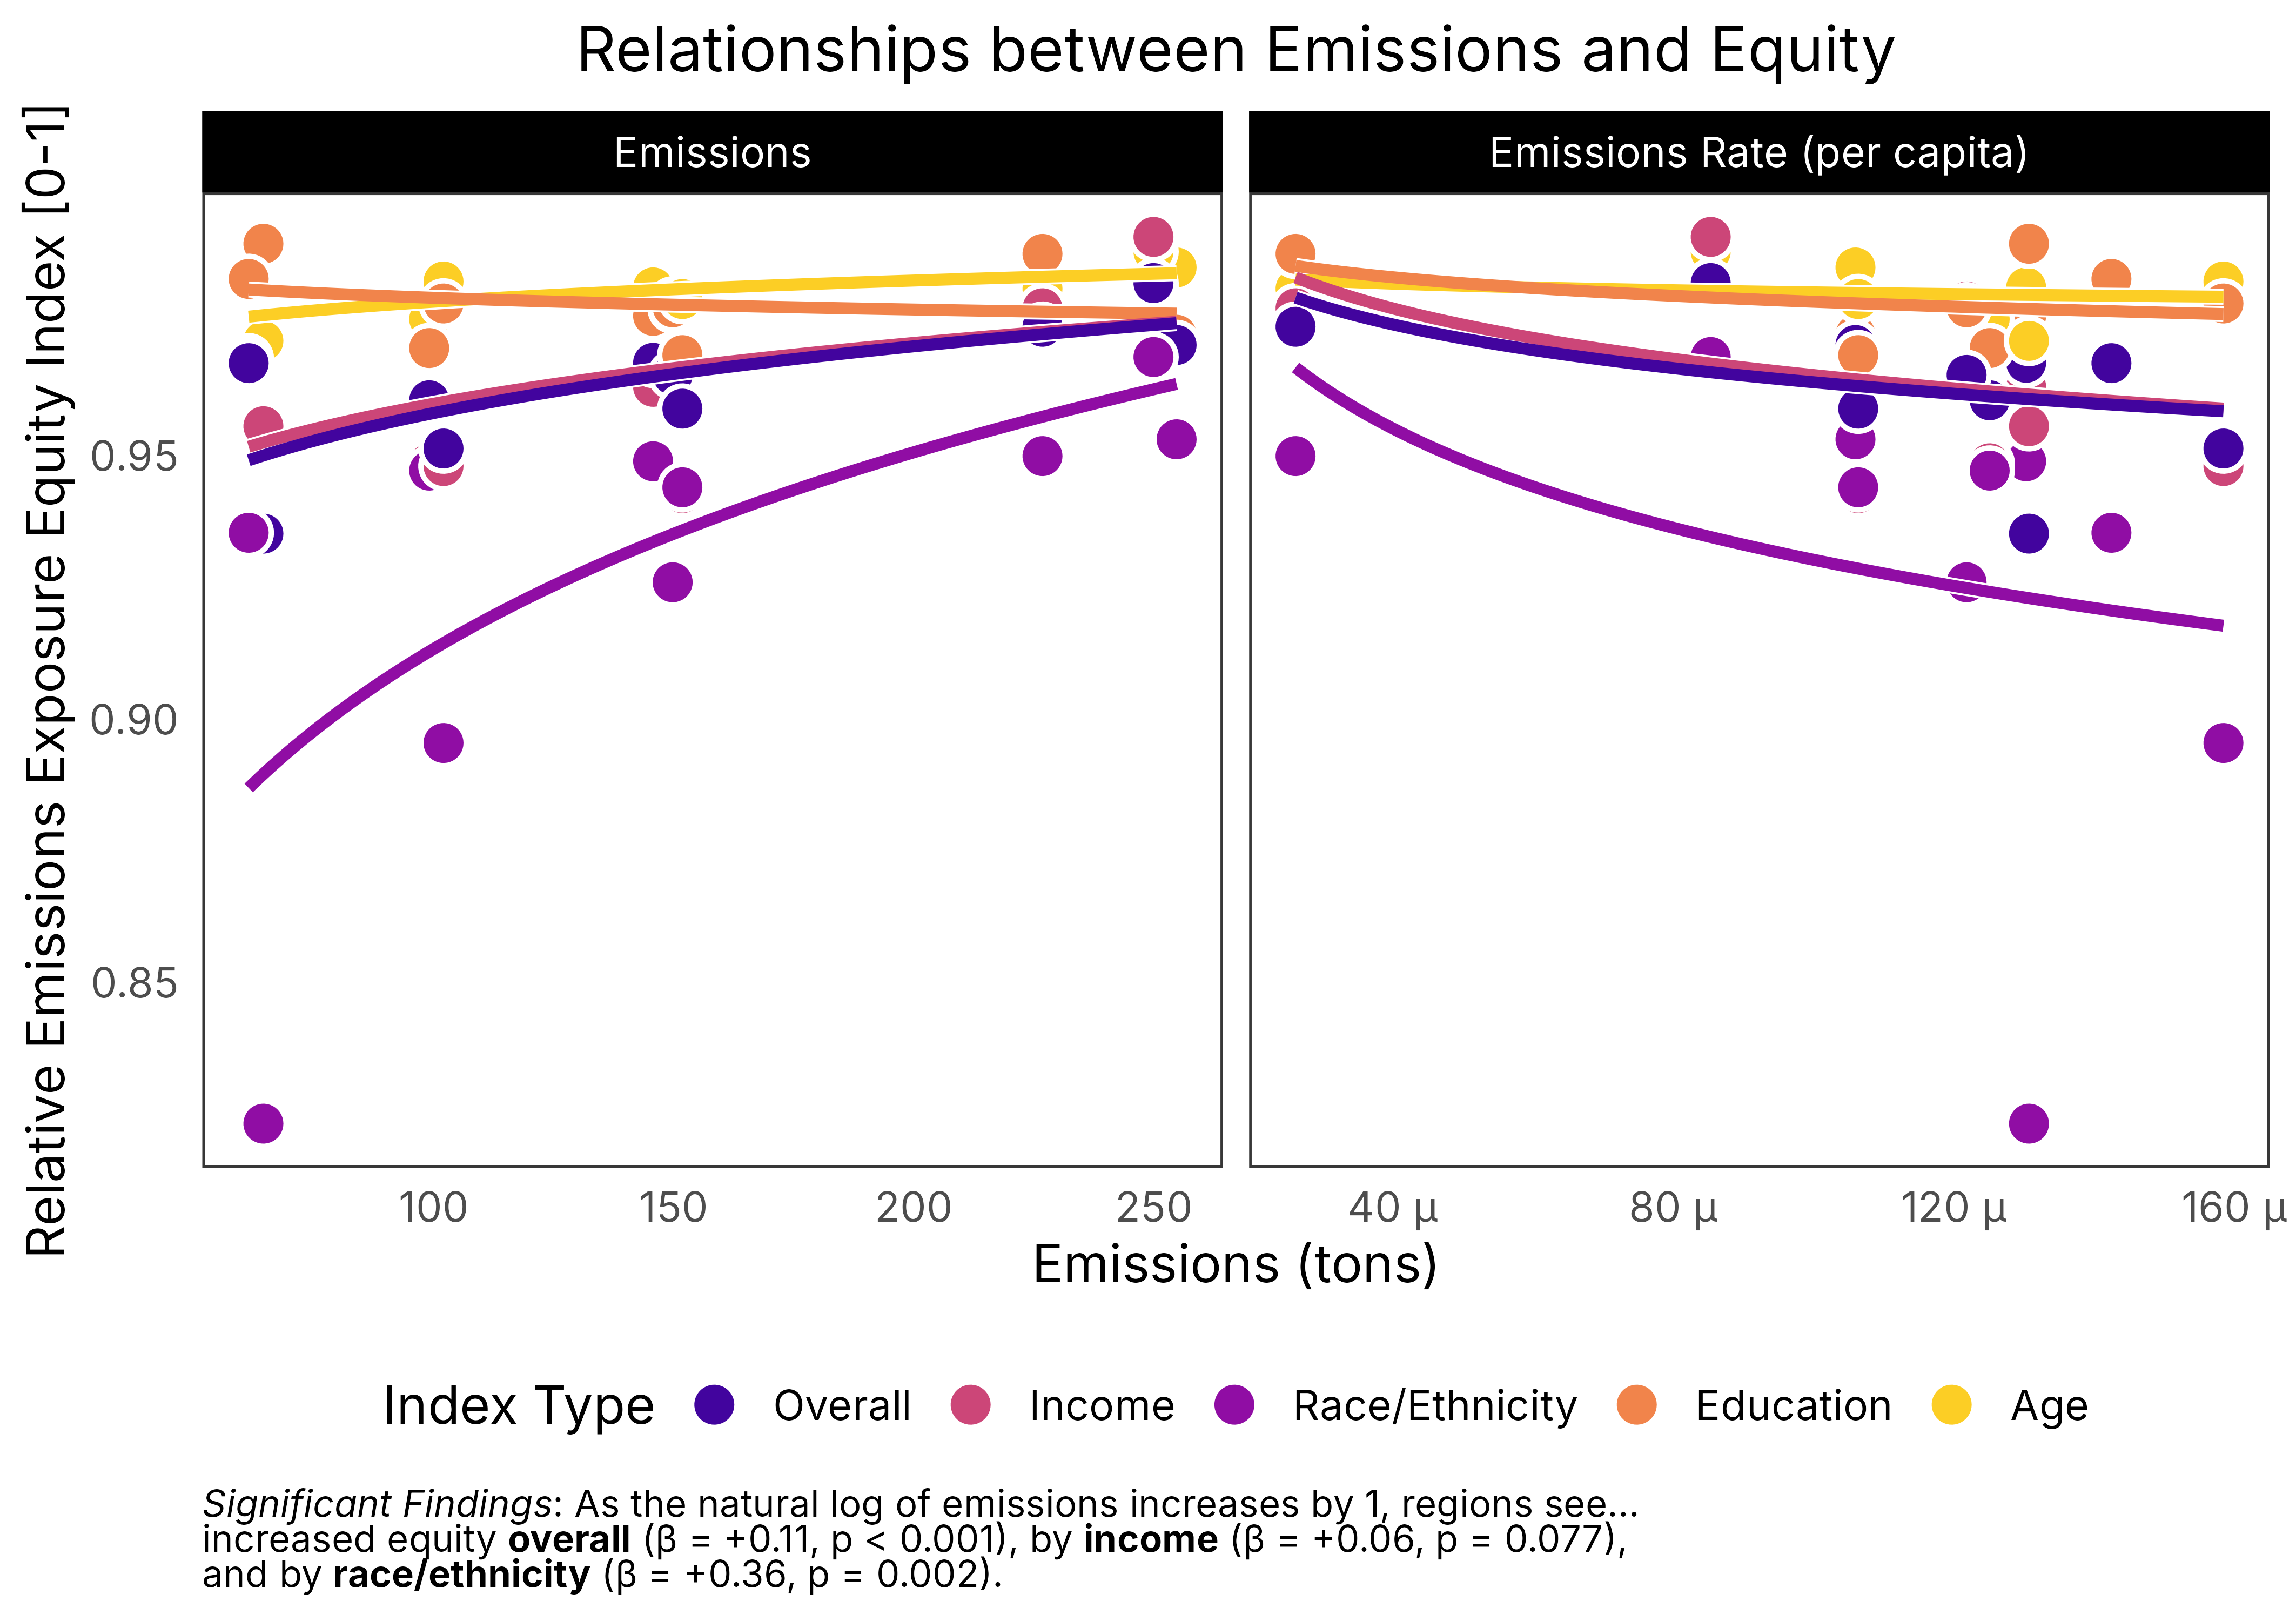 Relationships between Emissions and Equity
Emissions
Emissions Rate (per capita)
Relative Emissions Exposure Equity Index [0-1]
0.95
0.90
0.85
100 150 200 250
40 µ 80 µ 120 µ 160 µ
Emissions (tons)
Index Type Overall Income Race/Ethnicity Education Age
Significant Findings: As the natural log of emissions increases by 1, regions see...
increased equity overall (β = +0.11, p < 0.001), by income (β = +0.06, p = 0.077),
and by race/ethnicity (β = +0.36, p = 0.002).